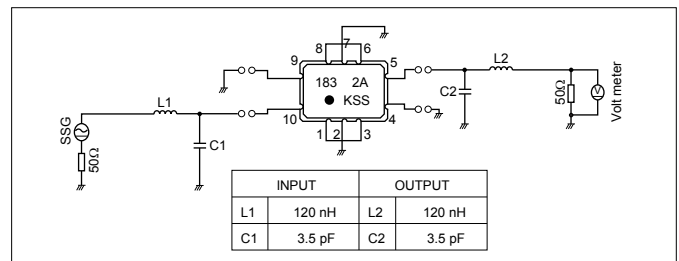 8 7 6
9 5
183 2A
KSS
10 4
1 2 3
L1
C1
SSG
50Ω
L2
C2
50Ω
V
Volt meter
INPUT OUTPUT
L1 120 nH L2 120 nH
C1 3.5 pF C2 3.5 pF